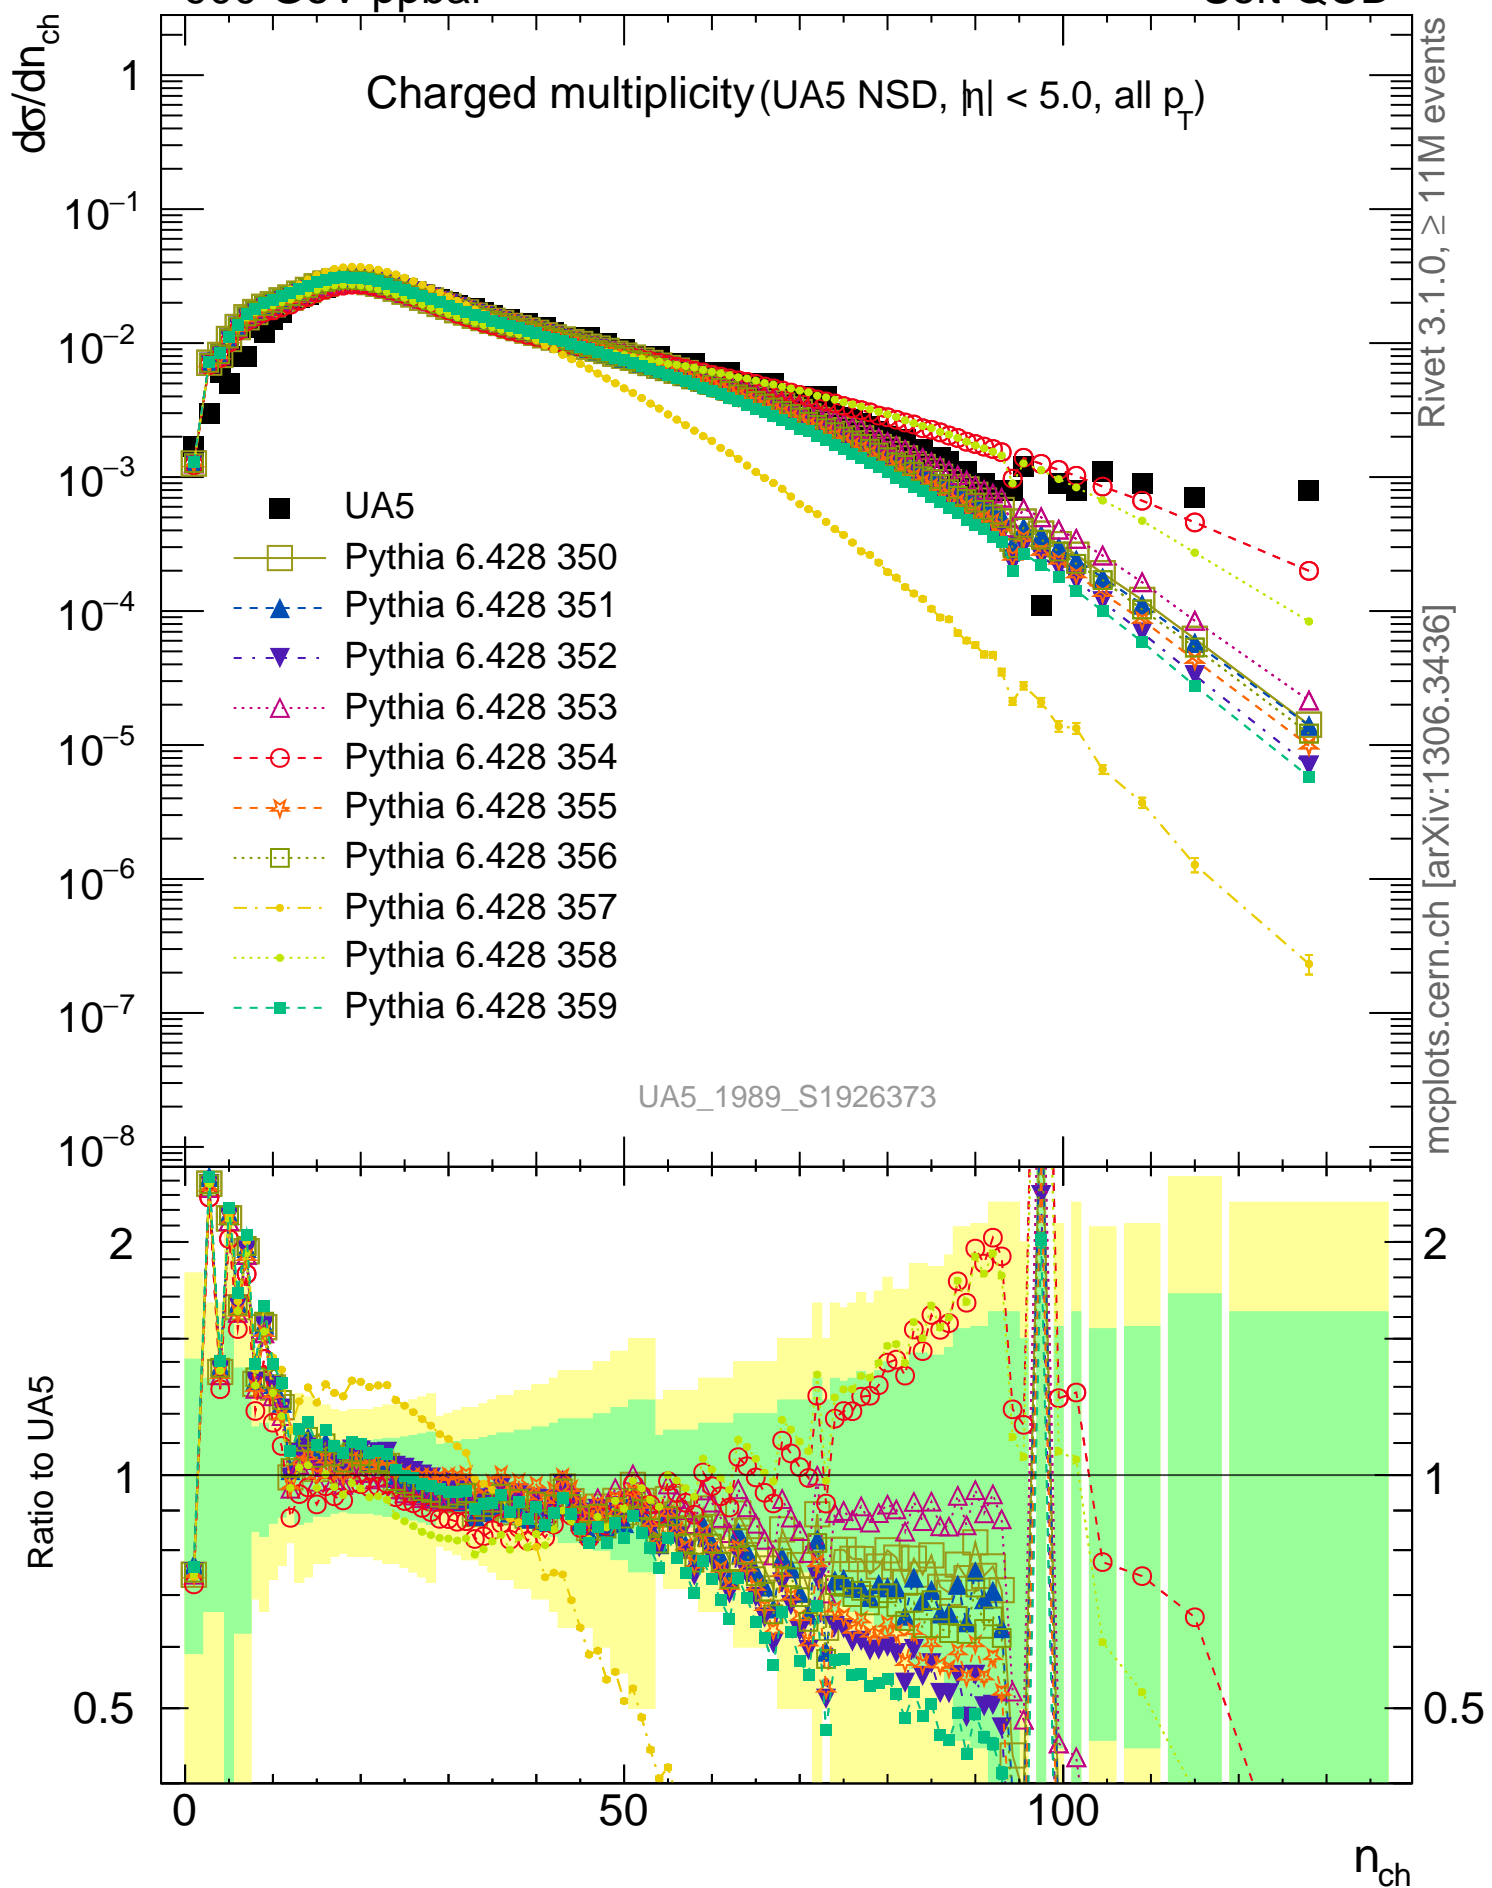 dσ/dn_ch
Charged multiplicity (UA5 NSD, |η| < 5.0, all p_T)
1
10^−1
10^−2
10^−3
10^−4
10^−5
10^−6
10^−7
10^−8
UA5
Pythia 6.428 350
Pythia 6.428 351
Pythia 6.428 352
Pythia 6.428 353
Pythia 6.428 354
Pythia 6.428 355
Pythia 6.428 356
Pythia 6.428 357
Pythia 6.428 358
Pythia 6.428 359
UA5_1989_S1926373
Rivet 3.1.0, ≥ 11M events
mcplots.cern.ch [arXiv:1306.3436]
Ratio to UA5
2
1
0.5
2
1
0.5
0
50
100
n_ch